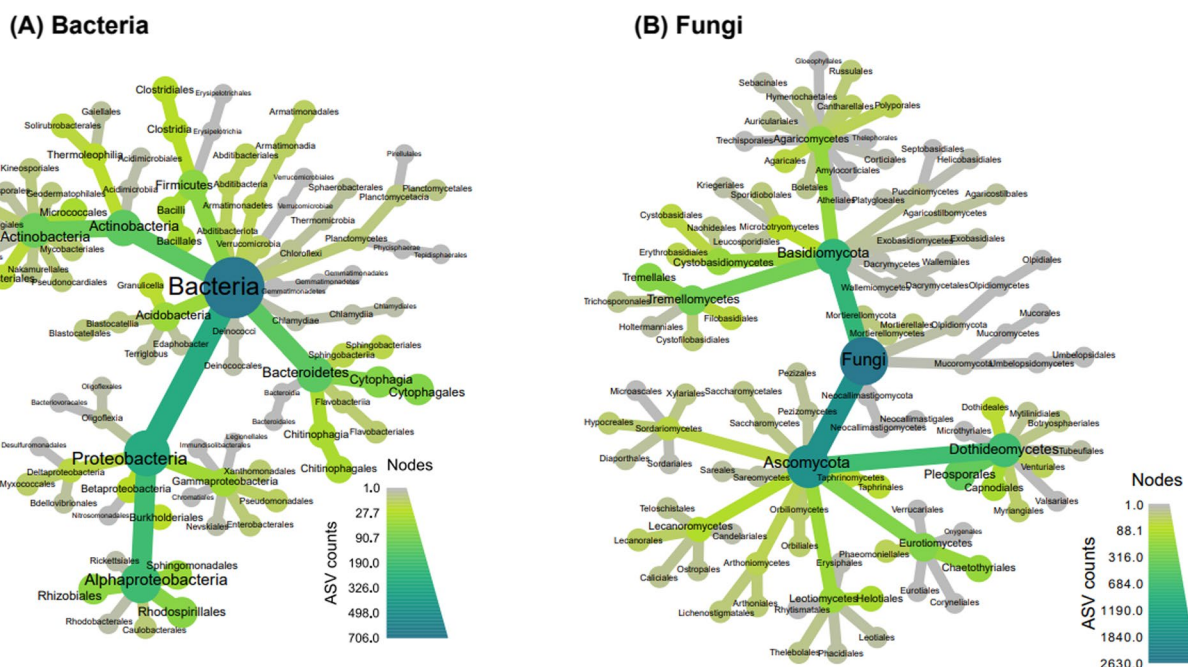 (A) Bacteria
Clostridiales
Erysipelotrichales
Gaiellales
Armatimonadales
Solirubrobacterales
Clostridia
Erysipelotrichia
Armatimonadia
Thermoleophilia
Acidimicrobiales
Abditibacteriales
Pirellulales
Kineosporiales
Verrucomicrobiales
Firmicutes
Abditibacteria
Sphaerobacterales
Planctomycetales
Geodermatophilales
Acidimicrobiia
Planctomycetacia
Micrococcales
Bacilli
Armatimonadetes
Verrucomicrobiae
Thermomicrobia
Actinobacteria
Actinobacteria
Abditibacteriota
Bacillales
Verrucomicrobia
Planctomycetes
Mycobacteriales
Chloroflexi
Phycisphaerae
Tepidisphaerales
Nakamurellales
Pseudonocardiales
Gemmatimonadales
Gemmatimonadetes
Gemmatimonadetes
Granulicella
Bacteria
Acidobacteria
Chlamydiales
Chlamydiia
Chlamydiae
Blastocatellia
Blastocatellales
Deinococci
Edaphobacter
Terriglobus
Sphingobacteriales
Sphingobacteriia
Deinococcales
Bacteroidetes
Cytophagia
Cytophagales
Oligoflexales
Bacteriovoracales
Oligoflexia
Bacteroidia
Flavobacteriia
Bacteroidales
Chitinophagia
Flavobacteriales
Desulfuromonadales
Immundisolibacterales
Legionellales
Proteobacteria
Chitinophagales
Deltaproteobacteria
Xanthomonadales
Gammaproteobacteria
Myxococcales
Betaproteobacteria
Chromatiales
Pseudomonadales
Bdellovibrionales
Nitrosomonadales
Burkholderiales
Nevskiales
Enterobacterales
Rickettsiales
Sphingomonadales
Alphaproteobacteria
Rhizobiales
Rhodospirillales
Rhodobacterales
Caulobacterales
Nodes
ASV counts
1.0
27.7
90.7
190.0
326.0
498.0
706.0
(B) Fungi
Gloeophyllales
Russulales
Sebacinales
Hymenochaetales
Cantharellales
Polyporales
Auriculariales
Trechisporales
Agaricomycetes
Thelephorales
Septobasidiales
Agaricales
Corticiales
Helicobasidiales
Amylocorticiales
Kriegeriales
Boletales
Sporidiobolales
Pucciniomycetes
Agaricostilbales
Atheliales
Platygloeales
Cystobasidiales
Agaricostilbomycetes
Naohideales
Microbotryomycetes
Leucosporidiales
Exobasidiomycetes
Exobasidiales
Erythrobasidiales
Basidiomycota
Cystobasidiomycetes
Dacrymycetes
Wallemiales
Olpidiales
Tremellales
Wallemiomycetes
Dacrymycetales
Olpidiomycetes
Trichosporonales
Tremellomycetes
Mortierellomycota
Mucorales
Filobasidiales
Mortierellales
Olpidiomycota
Holtermanniales
Mortierellomycetes
Mucoromycetes
Cystofilobasidiales
Fungi
Umbelopsidales
Mucoromycota
Umbelopsidomycetes
Pezizales
Microascales
Xylariales
Saccharomycetales
Neocallimastigomycota
Dothideales
Mytilinidiales
Pezizomycetes
Hypocreales
Sordariomycetes
Saccharomycetes
Neocallimastigales
Neocallimastigomycetes
Botryosphaeriales
Microthyriales
Diaporthales
Sordariales
Ascomycota
Dothideomycetes
Tubeufiales
Sareales
Sareomycetes
Taphrinomycetes
Taphrinales
Pleosporales
Venturiales
Capnodiales
Teloschistales
Orbiliomycetes
Verrucariales
Myriangiales
Valsariales
Lecanoromycetes
Candelariales
Onygenales
Lecanorales
Orbiliales
Eurotiomycetes
Phaeomoniellales
Arthoniomycetes
Erysiphales
Chaetothyriales
Ostropales
Caliciales
Eurotiales
Leotiomycetes
Helotiales
Arthoniales
Rhytismatales
Coryneliales
Lichenostigmatales
Leotiales
Thelebolales
Phacidiales
Nodes
ASV counts
1.0
88.1
316.0
684.0
1190.0
1840.0
2630.0